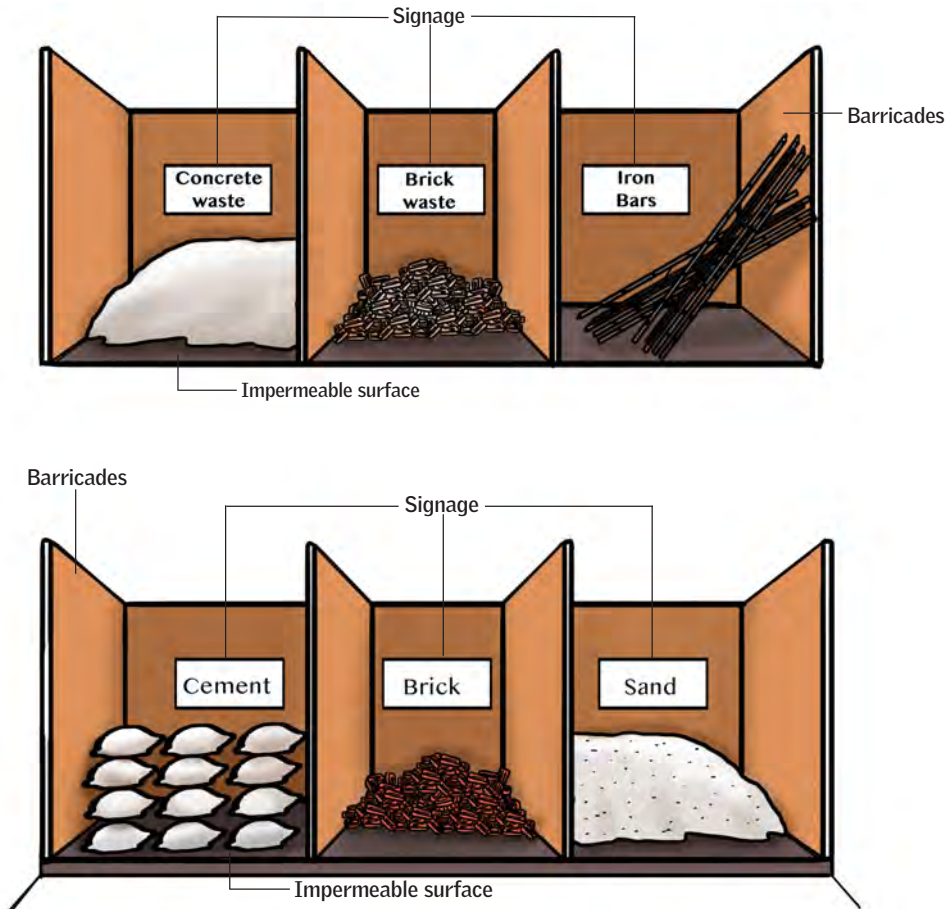 Signage
Barricades
Concrete
waste
Brick
waste
Iron
Bars
Impermeable surface
Barricades
Signage
Cement
Brick
Sand
Impermeable surface